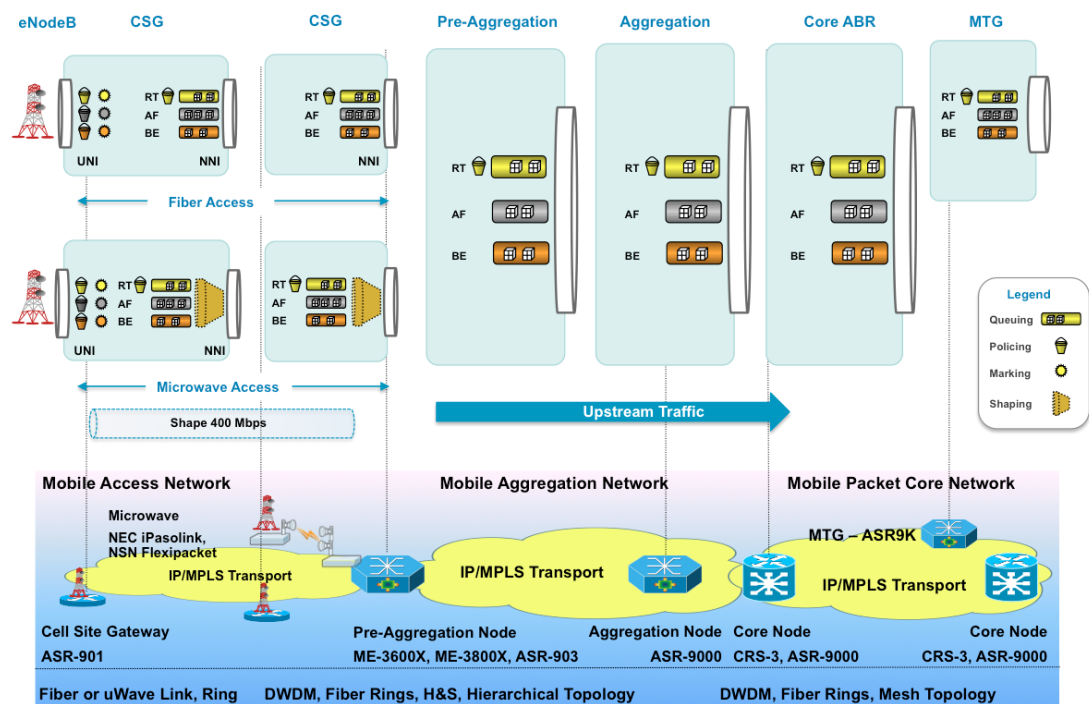 eNodeB
CSG
CSG
Pre-Aggregation
Aggregation
Core ABR
MTG
RT
AF
BE
UNI
NNI
RT
AF
BE
NNI
RT
AF
BE
RT
AF
BE
RT
AF
BE
RT
AF
BE
Fiber Access
eNodeB
RT
AF
BE
UNI
NNI
RT
AF
BE
Microwave Access
Shape 400 Mbps
Upstream Traffic
Legend
Queuing
Policing
Marking
Shaping
Mobile Access Network
Mobile Aggregation Network
Mobile Packet Core Network
Microwave
NEC iPasolink,
NSN Flexipacket
IP/MPLS Transport
IP/MPLS Transport
MTG – ASR9K
IP/MPLS Transport
Cell Site Gateway
ASR-901
Pre-Aggregation Node
ME-3600X, ME-3800X, ASR-903
Aggregation Node
ASR-9000
Core Node
CRS-3, ASR-9000
Core Node
CRS-3, ASR-9000
Fiber or uWave Link, Ring
DWDM, Fiber Rings, H&S, Hierarchical Topology
DWDM, Fiber Rings, Mesh Topology